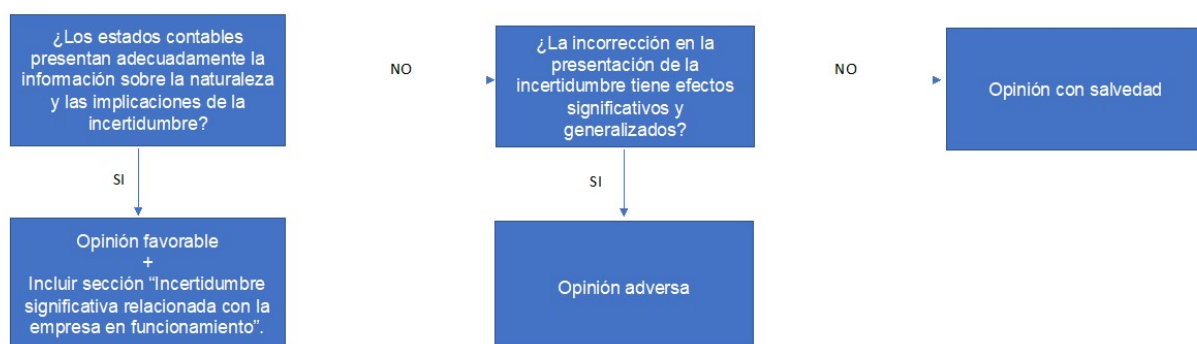 ¿Los estados contables
presentan adecuadamente la
información sobre la naturaleza
y las implicaciones de la
incertidumbre?
NO
¿La incorrección en la
presentación de la
incertidumbre tiene efectos
significativos y
generalizados?
NO
Opinión con salvedad
SI
SI
Opinión favorable
+
Incluir sección “Incertidumbre
significativa relacionada con la
empresa en funcionamiento”.
Opinión adversa